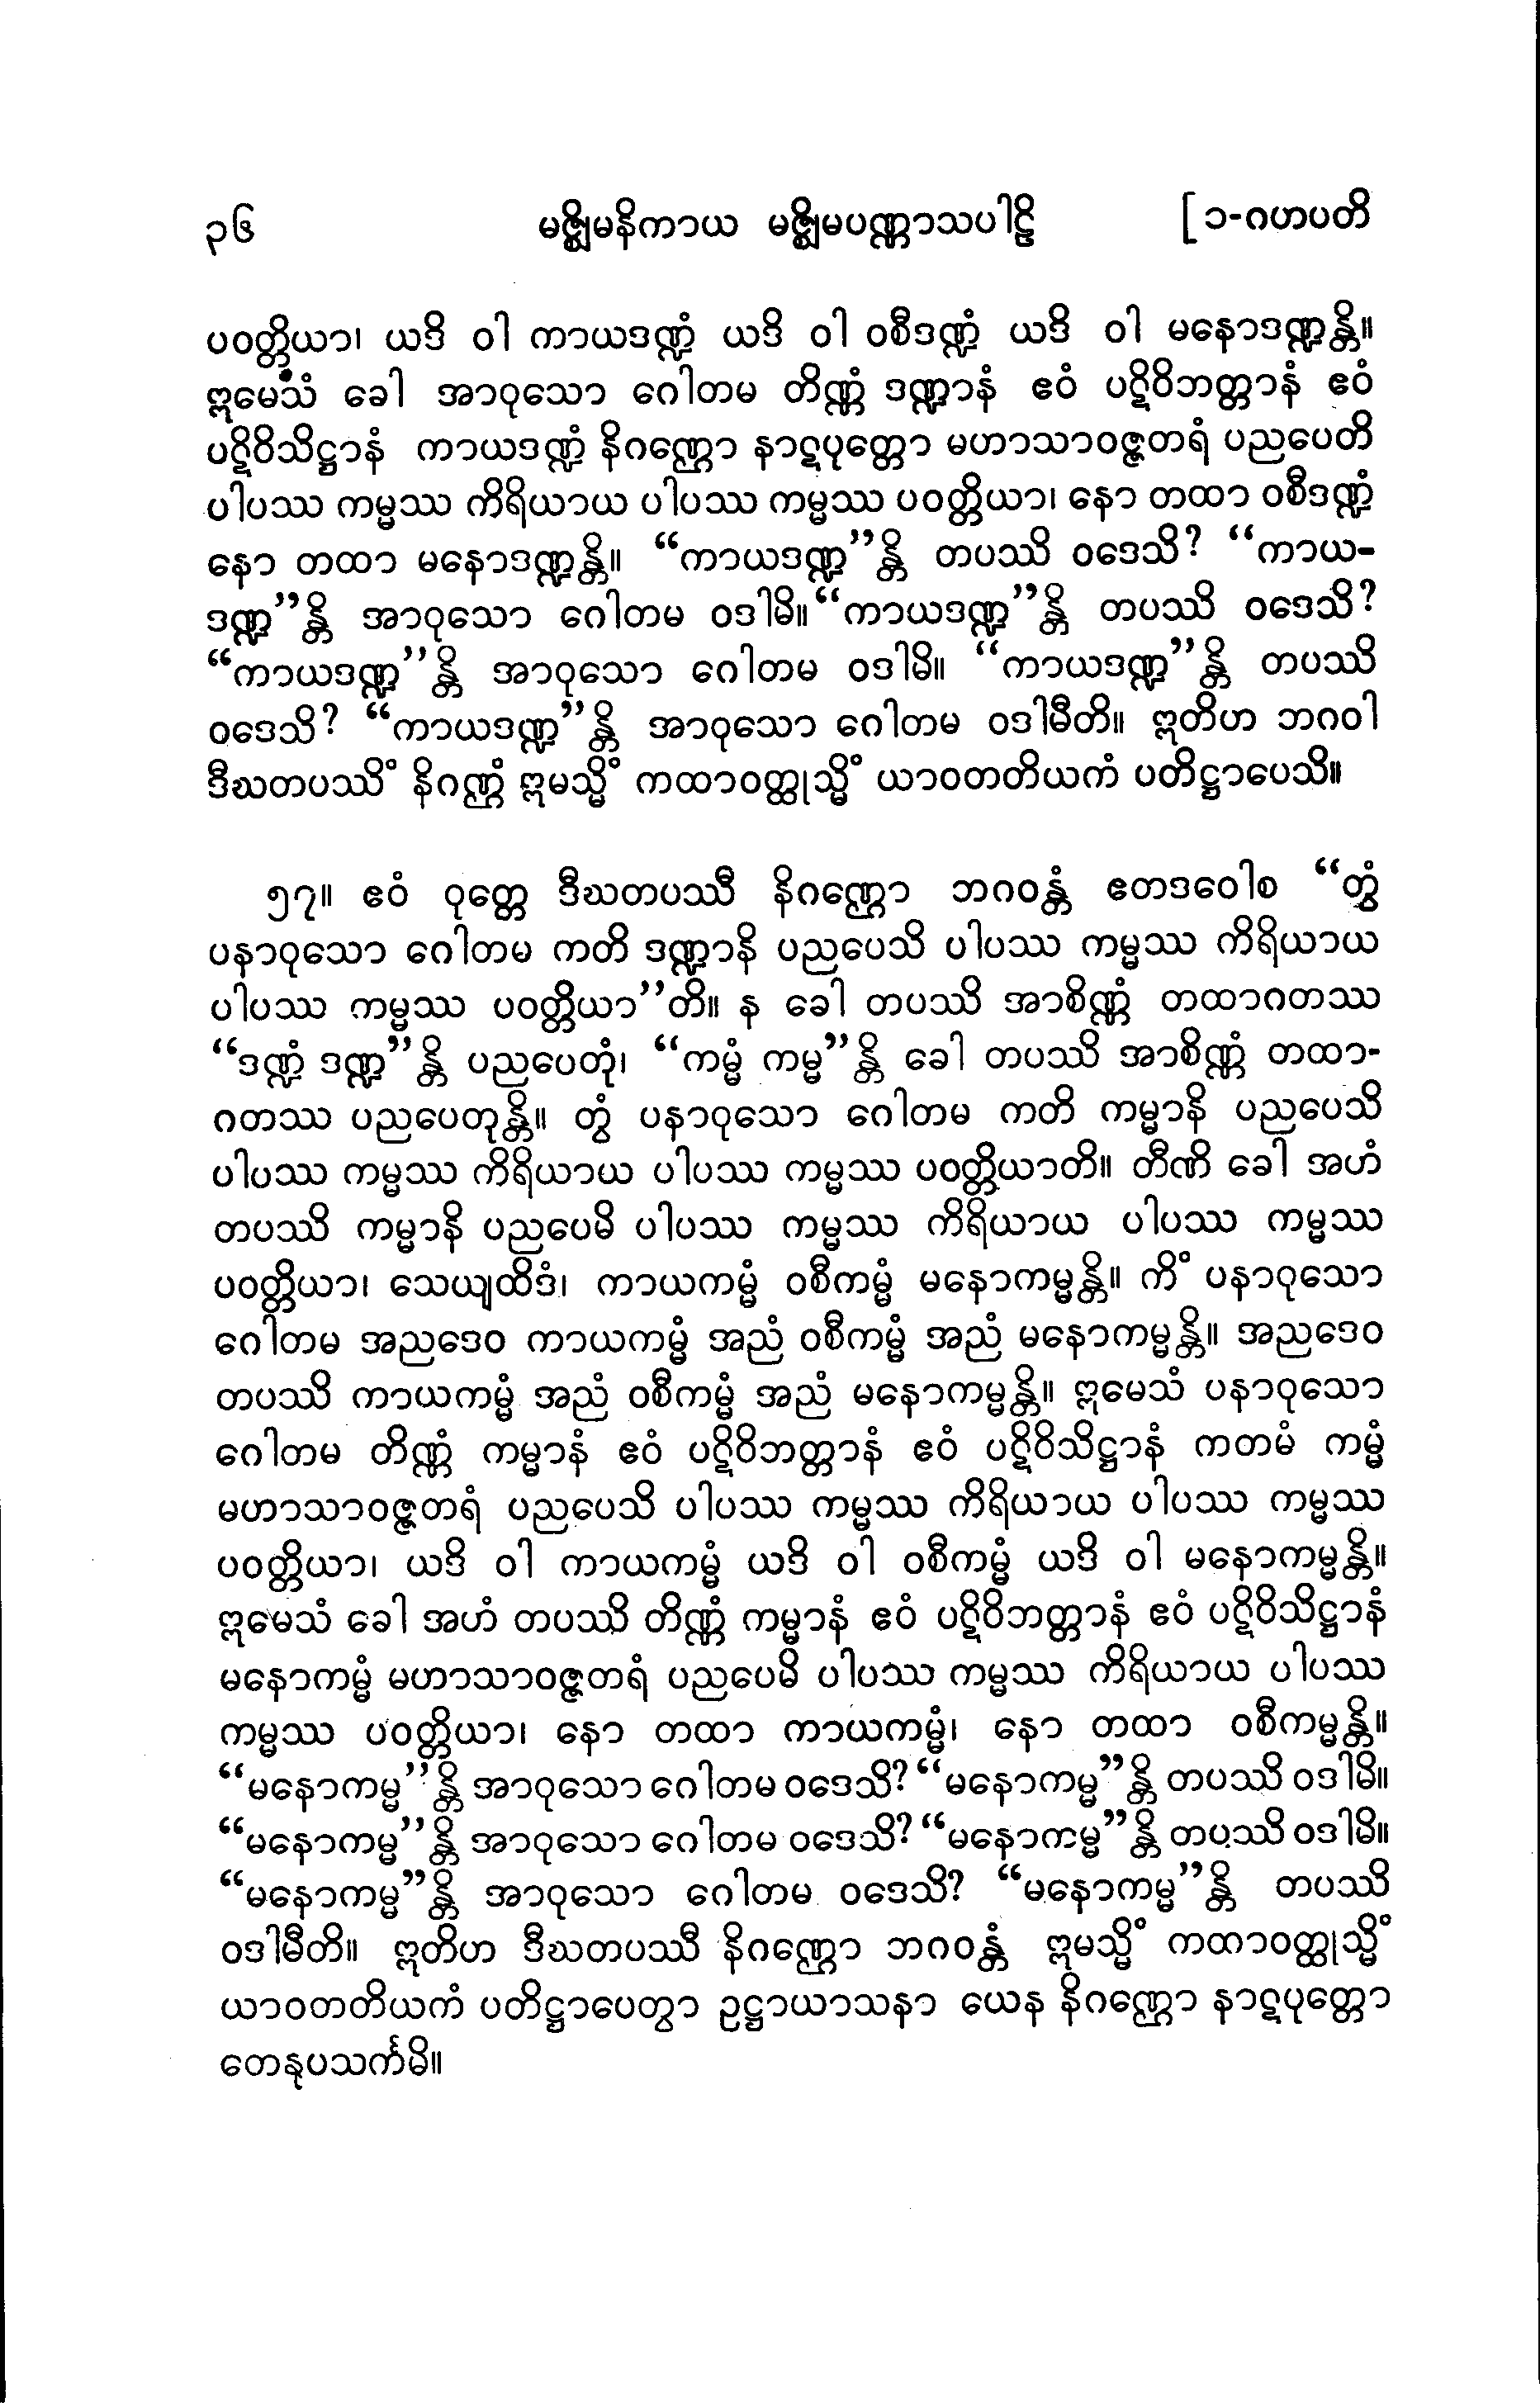 ၃၆ မဇ္ဈိမနိကာယ မဇ္ဈိမပဏ္ဏာသပါဠိ [ ၁-ဂဟပတိ
ပဝတ္တိယာ၊ ယဒိ ဝါ ကာယဒဏ္ဍံ ယဒိ ဝါ ဝစီဒဏ္ဍံ ယဒိ ဝါ မနောဒဏ္ဍန္တိ။
ဣမေသံ ခေါ အာဝုသော ဂေါတမ တိဏ္ဏံ ဒဏ္ဍာနံ ဧဝံ ပဋိဝိဘတ္တာနံ ဧဝံ
ပဋိဝိသိဋ္ဌာနံ ကာယဒဏ္ဍံ နိဂဏ္ဌော နာဋပုတ္တော မဟာသာဝဇ္ဇတရံ ပညပေတိ
ပါပဿ ကမ္မဿ ကိရိယာယ ပါပဿ ကမ္မဿ ပဝတ္တိယာ၊ နော တထာ ဝစီဒဏ္ဍံ
နော တထာ မနောဒဏ္ဍန္တိ။ “ကာယဒဏ္ဍ”န္တိ တပဿိ ဝဒေသိ? “ကာယ-
ဒဏ္ဍ”န္တိ အာဝုသော ဂေါတမ ဝဒါမိ။ “ကာယဒဏ္ဍ”န္တိ တပဿိ ဝဒေသိ?
“ကာယဒဏ္ဍ”န္တိ အာဝုသော ဂေါတမ ဝဒါမိ။ “ကာယဒဏ္ဍ”န္တိ တပဿိ
ဝဒေသိ? “ကာယဒဏ္ဍ”န္တိ အာဝုသော ဂေါတမ ဝဒါမီတိ။ ဣတိဟ ဘဂဝါ
ဒီဃတပဿိံ နိဂဏ္ဌံ ဣမသ္မိံ ကထာဝတ္ထုသ္မိံ ယာဝတတိယကံ ပတိဋ္ဌာပေသိ။
၅၇။ ဧဝံ ဝုတ္တေ ဒီဃတပဿီ နိဂဏ္ဌော ဘဂဝန္တံ ဧတဒဝေါစ “တွံ
ပနာဝုသော ဂေါတမ ကတိ ဒဏ္ဍာနိ ပညပေသိ ပါပဿ ကမ္မဿ ကိရိယာယ
ပါပဿ ကမ္မဿ ပဝတ္တိယာ”တိ။ န ခေါ တပဿိ အာစိဏ္ဏံ တထာဂတဿ
“ဒဏ္ဍံ ဒဏ္ဍ”န္တိ ပညပေတုံ၊ “ကမ္မံ ကမ္မ”န္တိ ခေါ တပဿိ အာစိဏ္ဏံ တထာ-
ဂတဿ ပညပေတုန္တိ။ တွံ ပနာဝုသော ဂေါတမ ကတိ ကမ္မာနိ ပညပေသိ
ပါပဿ ကမ္မဿ ကိရိယာယ ပါပဿ ကမ္မဿ ပဝတ္တိယာတိ။ တီဏိ ခေါ အဟံ
တပဿိ ကမ္မာနိ ပညပေမိ ပါပဿ ကမ္မဿ ကိရိယာယ ပါပဿ ကမ္မဿ
ပဝတ္တိယာ၊ သေယျထိဒံ၊ ကာယကမ္မံ ဝစီကမ္မံ မနောကမ္မန္တိ။ ကိံ ပနာဝုသော
ဂေါတမ အညဒေဝ ကာယကမ္မံ အညံ ဝစီကမ္မံ အညံ မနောကမ္မန္တိ။ အညဒေဝ
တပဿိ ကာယကမ္မံ အညံ ဝစီကမ္မံ အညံ မနောကမ္မန္တိ။ ဣမေသံ ပနာဝုသော
ဂေါတမ တိဏ္ဏံ ကမ္မာနံ ဧဝံ ပဋိဝိဘတ္တာနံ ဧဝံ ပဋိဝိသိဋ္ဌာနံ ကတမံ ကမ္မံ
မဟာသာဝဇ္ဇတရံ ပညပေသိ ပါပဿ ကမ္မဿ ကိရိယာယ ပါပဿ ကမ္မဿ
ပဝတ္တိယာ၊ ယဒိ ဝါ ကာယကမ္မံ ယဒိ ဝါ ဝစီကမ္မံ ယဒိ ဝါ မနောကမ္မန္တိ။
ဣမေသံ ခေါ အဟံ တပဿိ တိဏ္ဏံ ကမ္မာနံ ဧဝံ ပဋိဝိဘတ္တာနံ ဧဝံ ပဋိဝိသိဋ္ဌာနံ
မနောကမ္မံ မဟာသာဝဇ္ဇတရံ ပညပေမိ ပါပဿ ကမ္မဿ ကိရိယာယ ပါပဿ
ကမ္မဿ ပဝတ္တိယာ၊ နော တထာ ကာယကမ္မံ၊ နော တထာ ဝစီကမ္မန္တိ။
“မနောကမ္မ”န္တိ အာဝုသော ဂေါတမ ဝဒေသိ? “မနောကမ္မ”န္တိ တပဿိ ဝဒါမိ။
“မနောကမ္မ”န္တိ အာဝုသော ဂေါတမ ဝဒေသိ? “မနောကမ္မ”န္တိ တပဿိ ဝဒါမိ။
“မနောကမ္မ”န္တိ အာဝုသော ဂေါတမ ဝဒေသိ? “မနောကမ္မ”န္တိ တပဿိ
ဝဒါမီတိ။ ဣတိဟ ဒီဃတပဿီ နိဂဏ္ဌော ဘဂဝန္တံ ဣမသ္မိံ ကထာဝတ္ထုသ္မိံ
ယာဝတတိယကံ ပတိဋ္ဌာပေတွာ ဥဋ္ဌာယာသနာ ယေန နိဂဏ္ဌော နာဋပုတ္တော
တေနုပသင်္ကမိ။